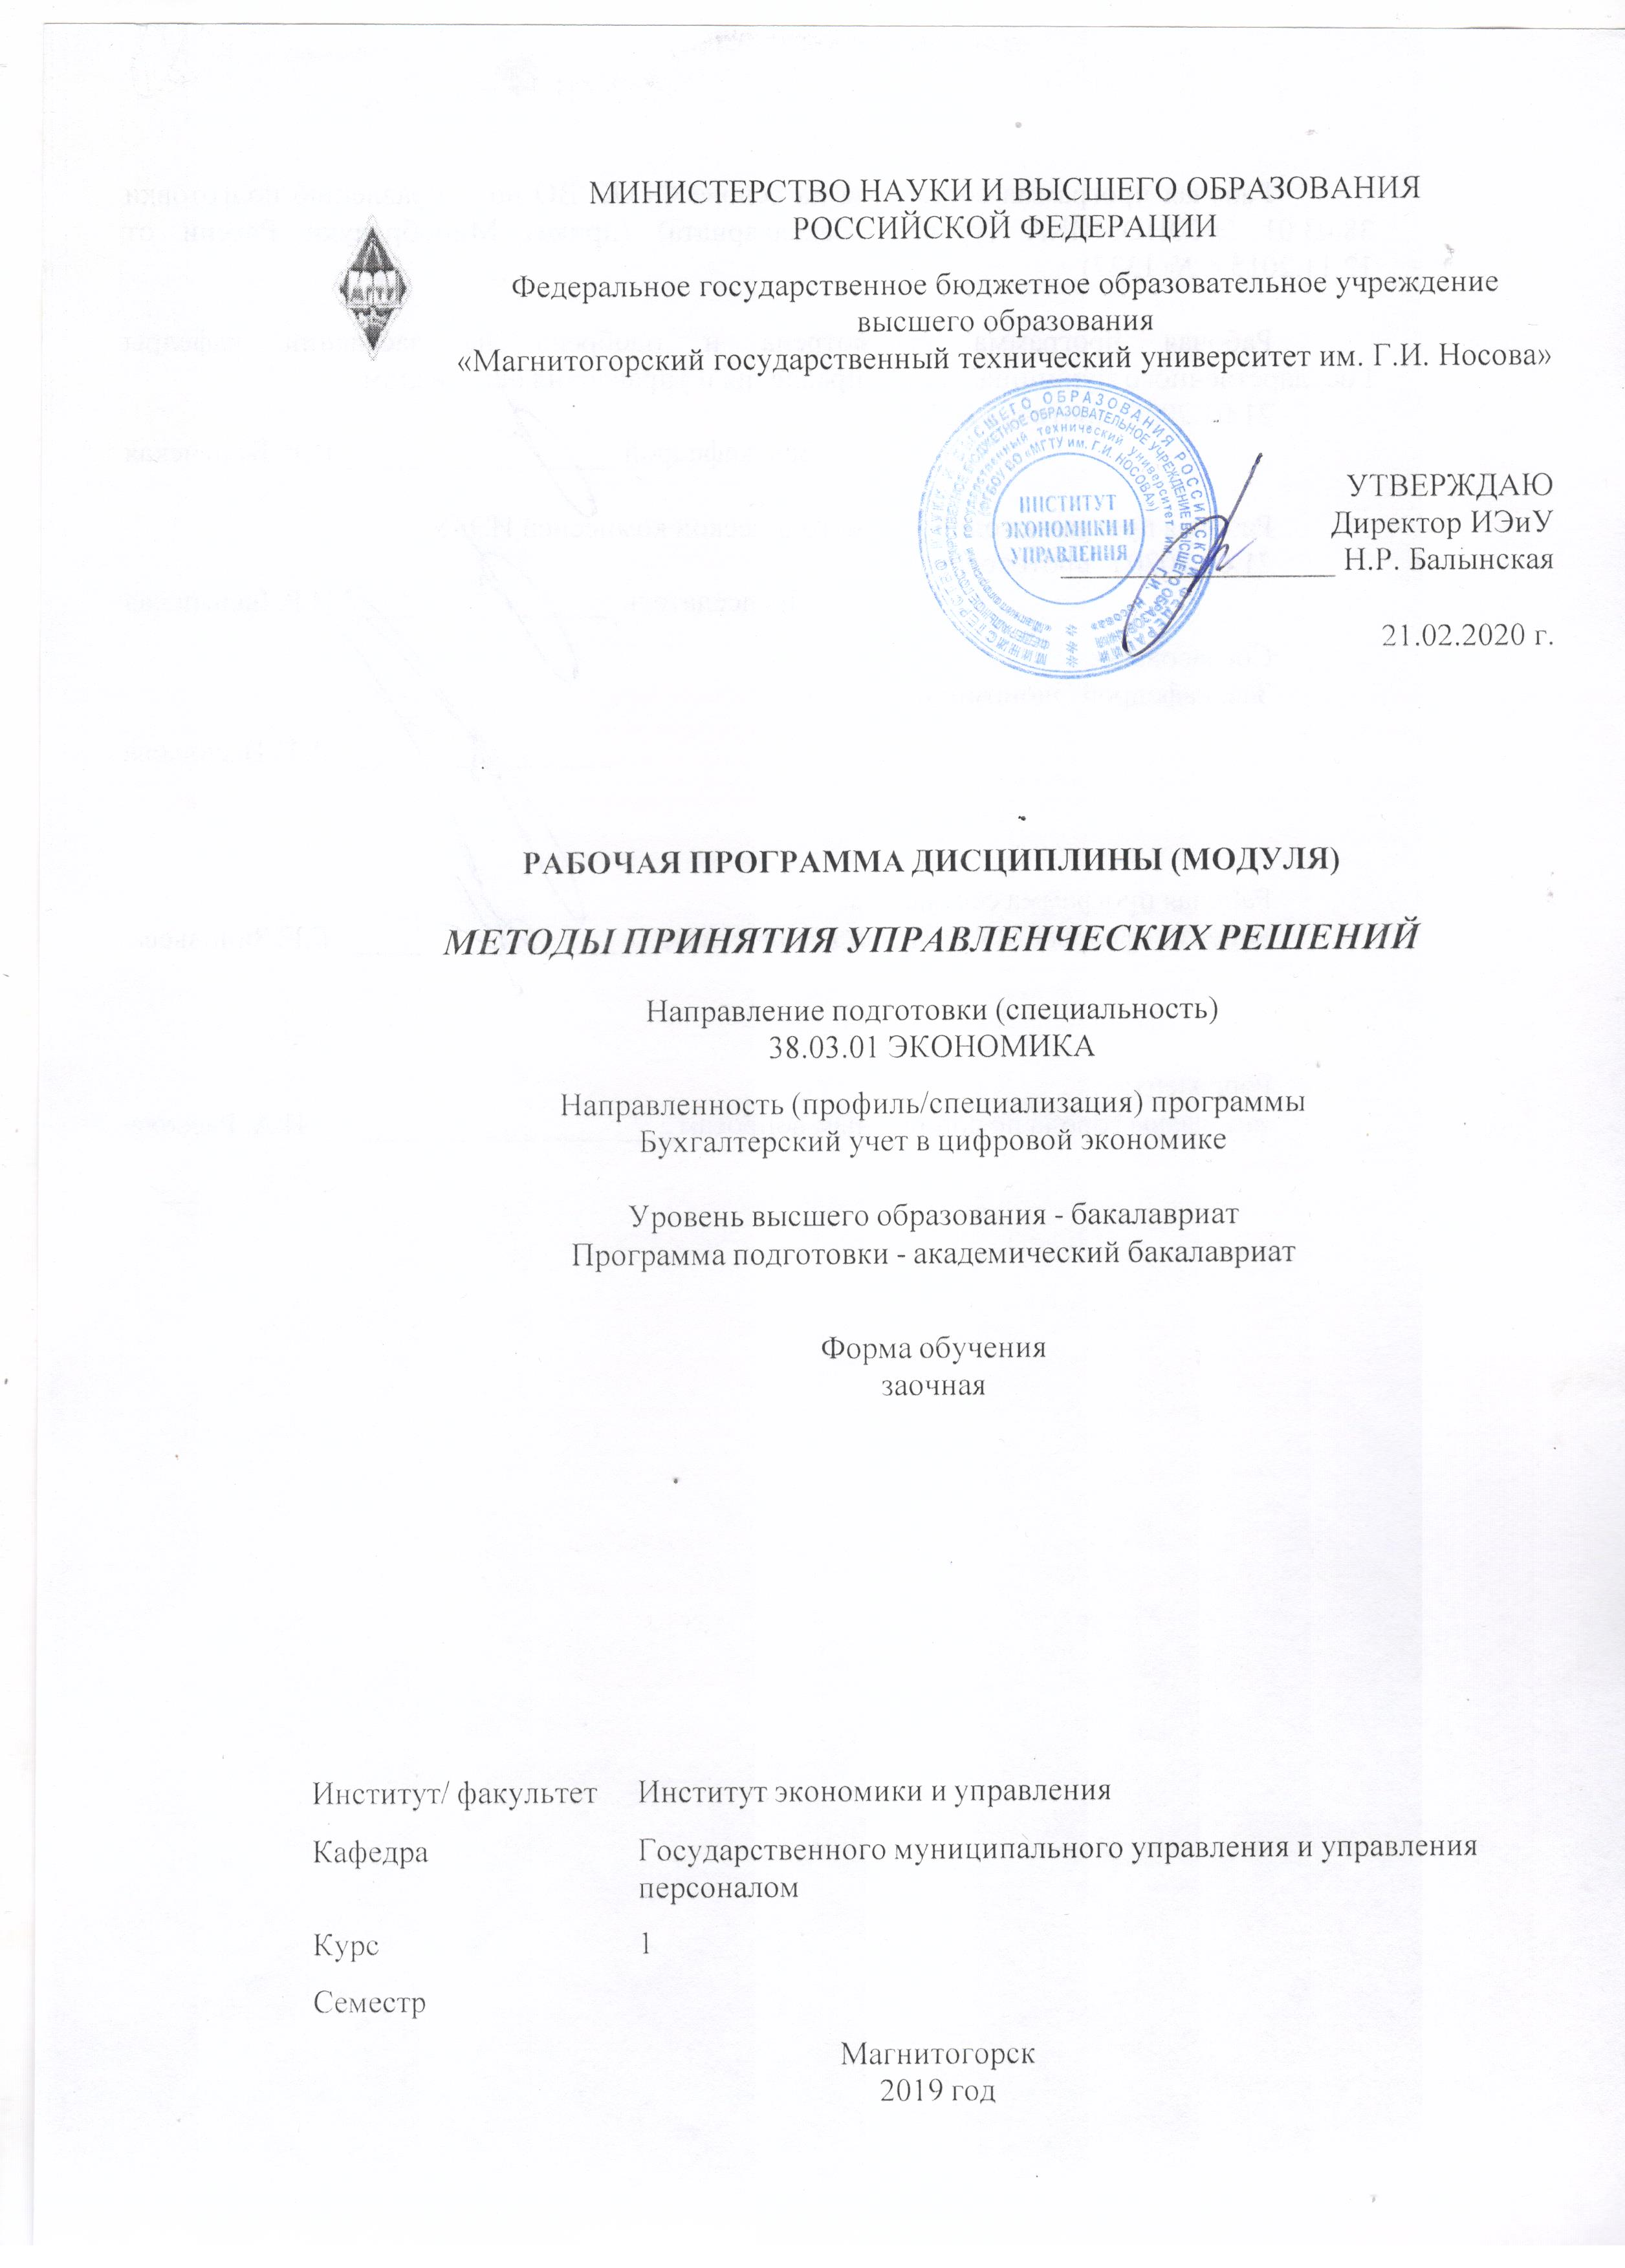 МИНИСТЕРСТВО НАУКИ И ВЫСШЕГО ОБРАЗОВАНИЯ
РОССИЙСКОЙ ФЕДЕРАЦИИ
Федеральное государственное бюджетное образовательное учреждение
высшего образования
«Магнитогорский государственный технический университет им. Г.И. Носова»
МГТУ
ИНСТИТУТ
ЭКОНОМИКИ И
УПРАВЛЕНИЯ
УТВЕРЖДАЮ
Директор ИЭиУ
Н.Р. Балынская
21.02.2020 г.
РАБОЧАЯ ПРОГРАММА ДИСЦИПЛИНЫ (МОДУЛЯ)
МЕТОДЫ ПРИНЯТИЯ УПРАВЛЕНЧЕСКИХ РЕШЕНИЙ
Направление подготовки (специальность)
38.03.01 ЭКОНОМИКА
Направленность (профиль/специализация) программы
Бухгалтерский учет в цифровой экономике
Уровень высшего образования - бакалавриат
Программа подготовки - академический бакалавриат
Форма обучения
заочная
Институт/ факультет Институт экономики и управления
Кафедра Государственного муниципального управления и управления
персоналом
Курс 1
Семестр
Магнитогорск
2019 год